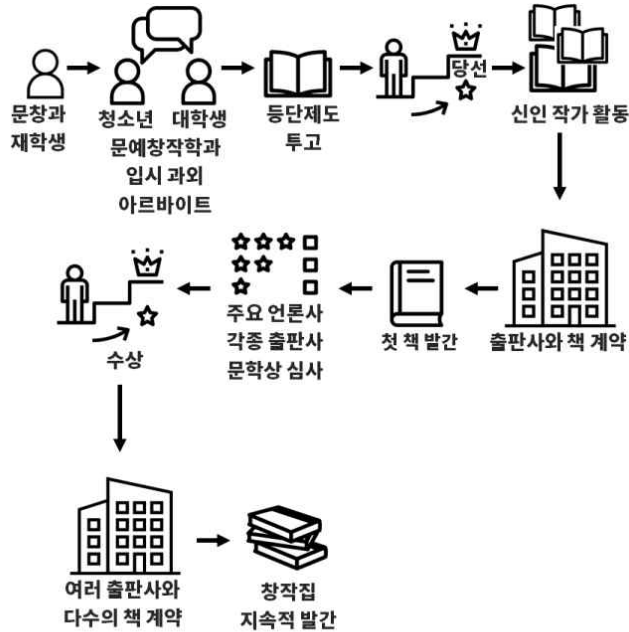 문창과
재학생
청소년 대학생
문예창작학과
입시 과외
아르바이트
등단제도
투고
당선
신인 작가 활동
출판사와 책 계약
첫 책 발간
주요 언론사
각종 출판사
문학상 심사
수상
여러 출판사와
다수의 책 계약
창작집
지속적 발간